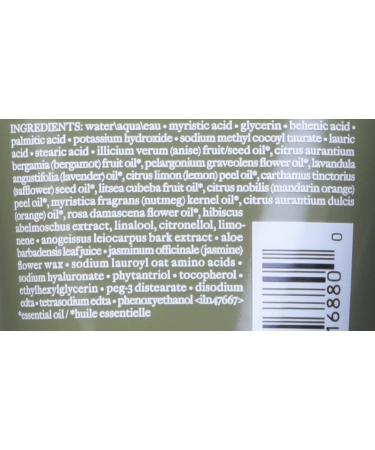 INGREDIENTS: water\aqua\eau • myristic acid • glycerin • behenic acid •
palmitic acid • potassium hydroxide • sodium methyl cocoyl taurate • lauric
acid • stearic acid • illicium verum (anise) fruit/seed oil*, citrus aurantium
bergamia (bergamot) fruit oil*, pelargonium graveolens flower oil*, lavandula
angustifolia (lavender) oil*, citrus limon (lemon) peel oil*, carthamus tinctorius
(safflower) seed oil*, litsea cubeba fruit oil*, citrus nobilis (mandarin orange)
peel oil*, myristica fragrans (nutmeg) kernel oil*, citrus aurantium dulcis
(orange) oil*, rosa damascena flower oil*, hibiscus
abelmoschus extract, linalool, citronellol, limo-
nene • anogeissus leiocarpus bark extract • aloe
barbadensis leaf juice • jasminum officinale (jasmine)
flower wax • sodium lauroyl oat amino acids •
sodium hyaluronate • phytantriol • tocopherol •
ethylhexylglycerin • peg-3 distearate • disodium
edta • tetrasodium edta • phenoxyethanol <iln47667>
*essential oil / *huile essentielle
16880 0